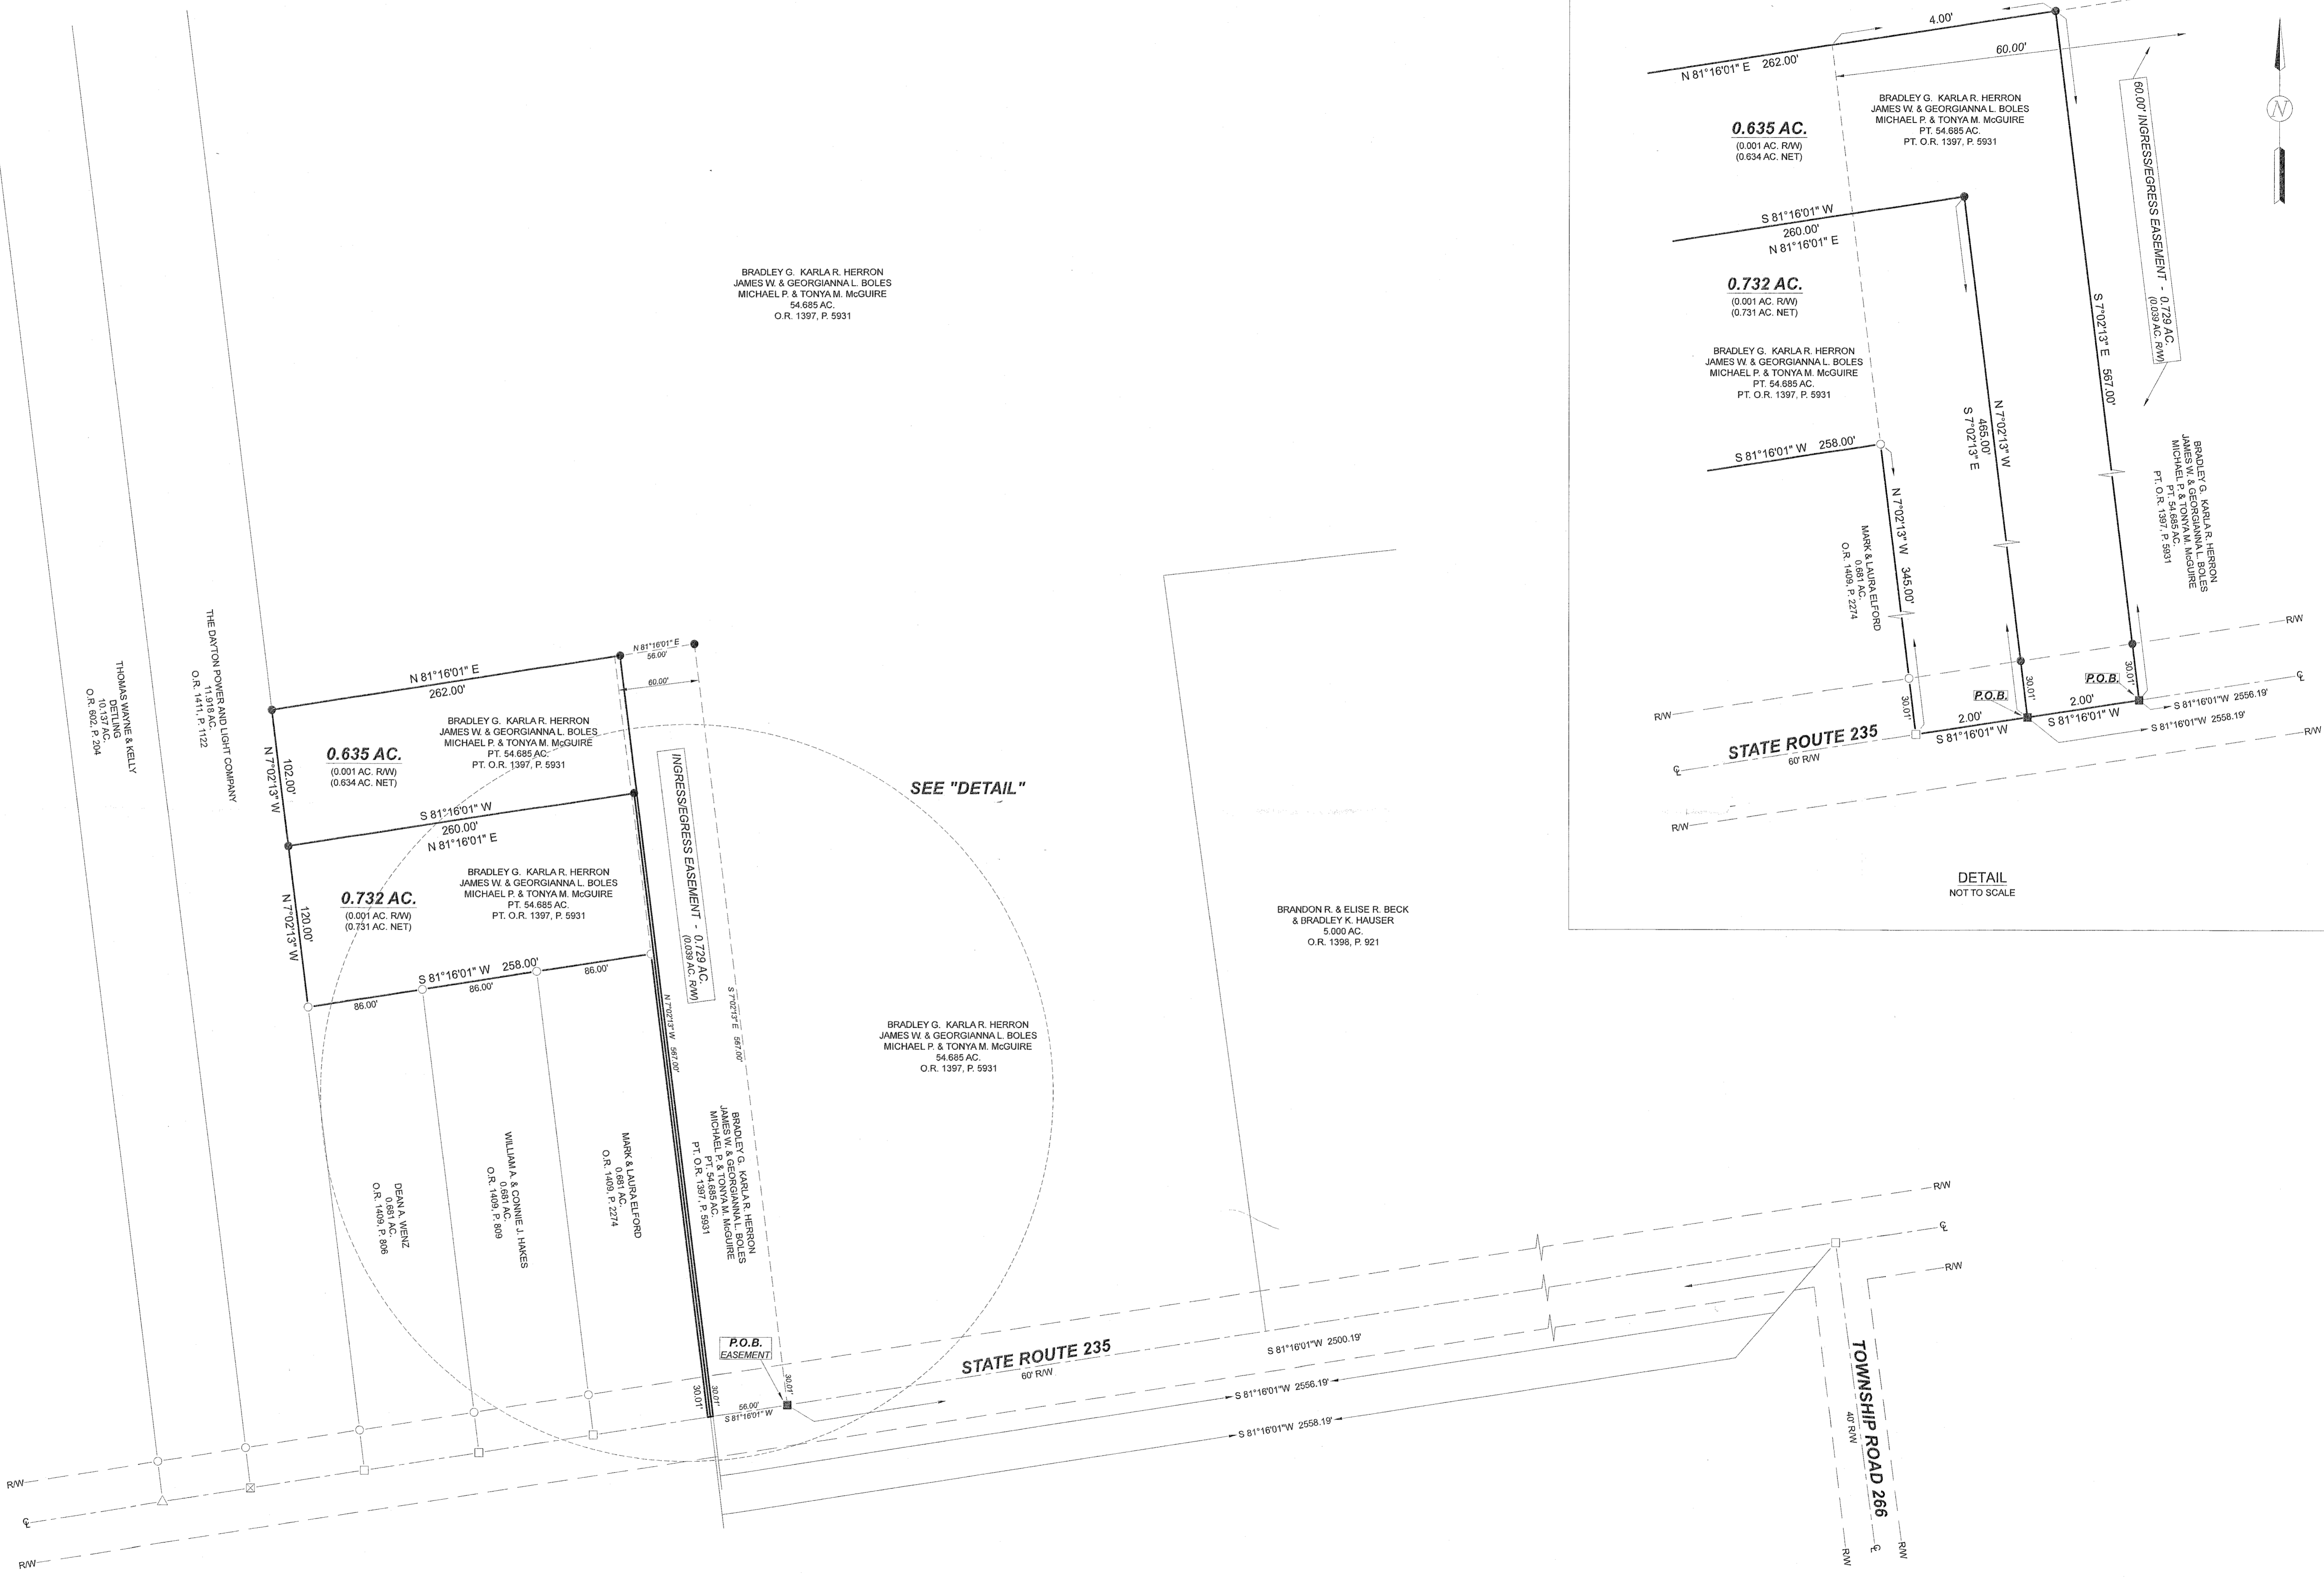 BRADLEY G. KARLA R. HERRON
JAMES W. & GEORGIANNA L. BOLES
MICHAEL P. & TONYA M. McGUIRE
54.685 AC.
O.R. 1397, P. 5931
THOMAS WAYNE & KELLY
DETLING
10.137 AC.
O.R. 602, P. 204
THE DAYTON POWER AND LIGHT COMPANY
11.918 AC.
O.R. 1411, P. 1122
N 81°16'01" E
262.00'
N 81°16'01" E
56.00'
60.00'
BRADLEY G. KARLA R. HERRON
JAMES W. & GEORGIANNA L. BOLES
MICHAEL P. & TONYA M. McGUIRE
PT. 54.685 AC.
PT. O.R. 1397, P. 5931
0.635 AC.
(0.001 AC. R/W)
(0.634 AC. NET)
102.00'
N 7°02'13" W
S 81°16'01" W
260.00'
N 81°16'01" E
BRADLEY G. KARLA R. HERRON
JAMES W. & GEORGIANNA L. BOLES
MICHAEL P. & TONYA M. McGUIRE
PT. 54.685 AC.
PT. O.R. 1397, P. 5931
0.732 AC.
(0.001 AC. R/W)
(0.731 AC. NET)
120.00'
N 7°02'13" W
S 81°16'01" W 258.00'
86.00'
86.00'
86.00'
INGRESS/EGRESS EASEMENT - 0.729 AC.
(0.039 AC. R/W)
N 7°02'13" W 567.00'
S 7°02'13" E 567.00'
SEE "DETAIL"
BRADLEY G. KARLA R. HERRON
JAMES W. & GEORGIANNA L. BOLES
MICHAEL P. & TONYA M. McGUIRE
54.685 AC.
O.R. 1397, P. 5931
BRANDON R. & ELISE R. BECK
& BRADLEY K. HAUSER
5.000 AC.
O.R. 1398, P. 921
DEAN A. WENZ
0.681 AC.
O.R. 1409, P. 806
WILLIAM A. & CONNIE J. HAKES
0.681 AC.
O.R. 1409, P. 809
MARK & LAURA ELFORD
0.681 AC.
O.R. 1409, P. 2274
BRADLEY G. KARLA R. HERRON
JAMES W. & GEORGIANNA L. BOLES
MICHAEL P. & TONYA M. McGUIRE
PT. 54.685 AC.
PT. O.R. 1397, P. 5931
P.O.B.
EASEMENT
30.01'
30.01'
30.01'
56.00'
S 81°16'01" W
STATE ROUTE 235
60' R/W
S 81°16'01"W 2500.19'
S 81°16'01"W 2556.19'
S 81°16'01"W 2558.19'
R/W
℄
R/W
R/W
℄
R/W
TOWNSHIP ROAD 266
40' R/W
R/W
℄
R/W
4.00'
N 81°16'01" E 262.00'
60.00'
BRADLEY G. KARLA R. HERRON
JAMES W. & GEORGIANNA L. BOLES
MICHAEL P. & TONYA M. McGUIRE
PT. 54.685 AC.
PT. O.R. 1397, P. 5931
0.635 AC.
(0.001 AC. R/W)
(0.634 AC. NET)
60.00' INGRESS/EGRESS EASEMENT - 0.729 AC.
(0.039 AC. R/W)
N
S 81°16'01" W
260.00'
N 81°16'01" E
0.732 AC.
(0.001 AC. R/W)
(0.731 AC. NET)
BRADLEY G. KARLA R. HERRON
JAMES W. & GEORGIANNA L. BOLES
MICHAEL P. & TONYA M. McGUIRE
PT. 54.685 AC.
PT. O.R. 1397, P. 5931
S 7°02'13" E 567.00'
N 7°02'13" W
465.00'
S 7°02'13" E
S 81°16'01" W 258.00'
N 7°02'13" W 345.00'
MARK & LAURA ELFORD
0.681 AC.
O.R. 1409, P. 2274
BRADLEY G. KARLA R. HERRON
JAMES W. & GEORGIANNA L. BOLES
MICHAEL P. & TONYA M. McGUIRE
PT. 54.685 AC.
PT. O.R. 1397, P. 5931
R/W
30.01'
30.01'
30.01'
P.O.B.
P.O.B.
℄
R/W
2.00'
S 81°16'01" W
2.00'
S 81°16'01" W
S 81°16'01"W 2556.19'
S 81°16'01"W 2558.19'
R/W
STATE ROUTE 235
60' R/W
℄
R/W
DETAIL
NOT TO SCALE